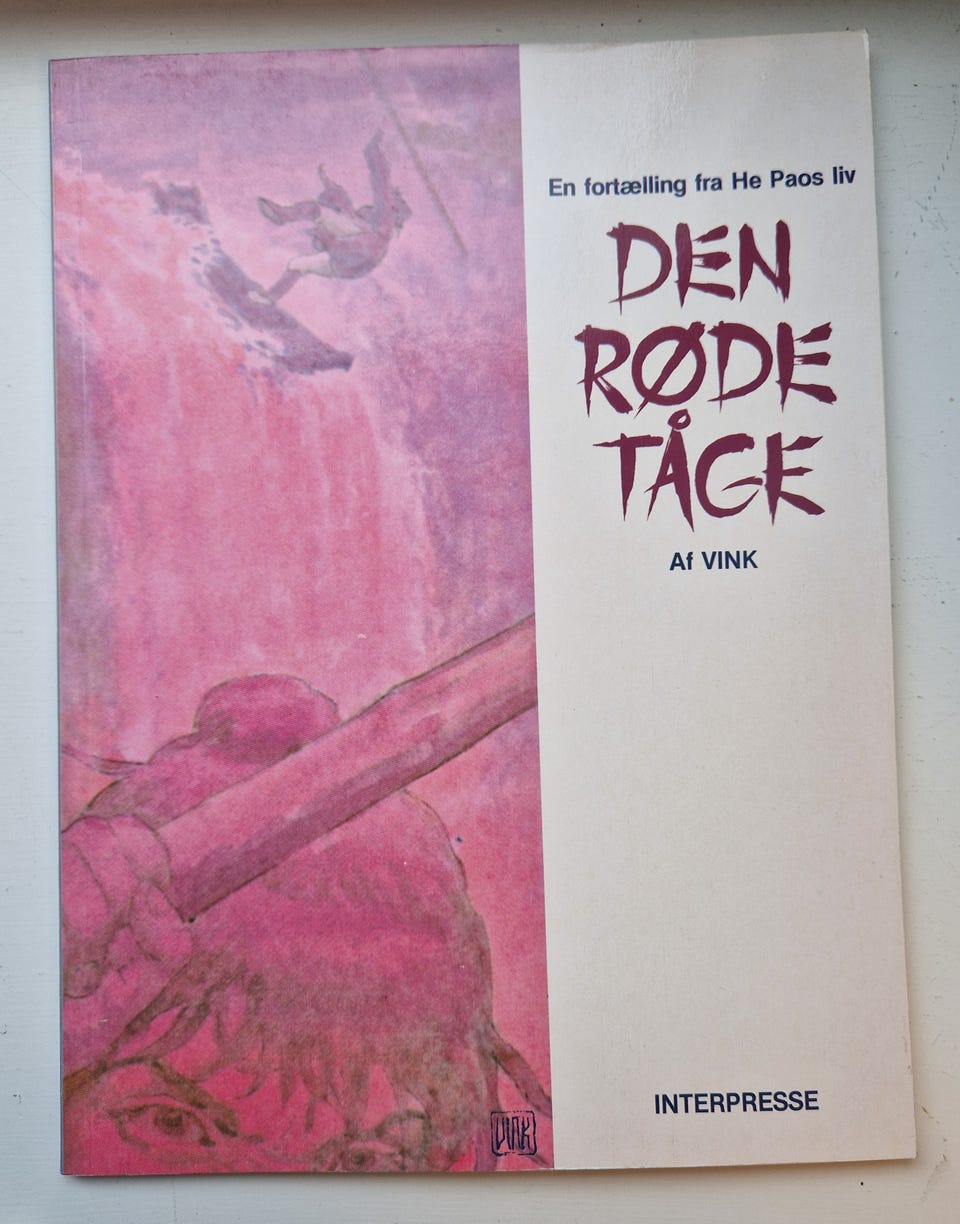 En fortælling fra He Paos liv
DEN
RØDE
TÅGE
Af VINK
INTERPRESSE
VINK